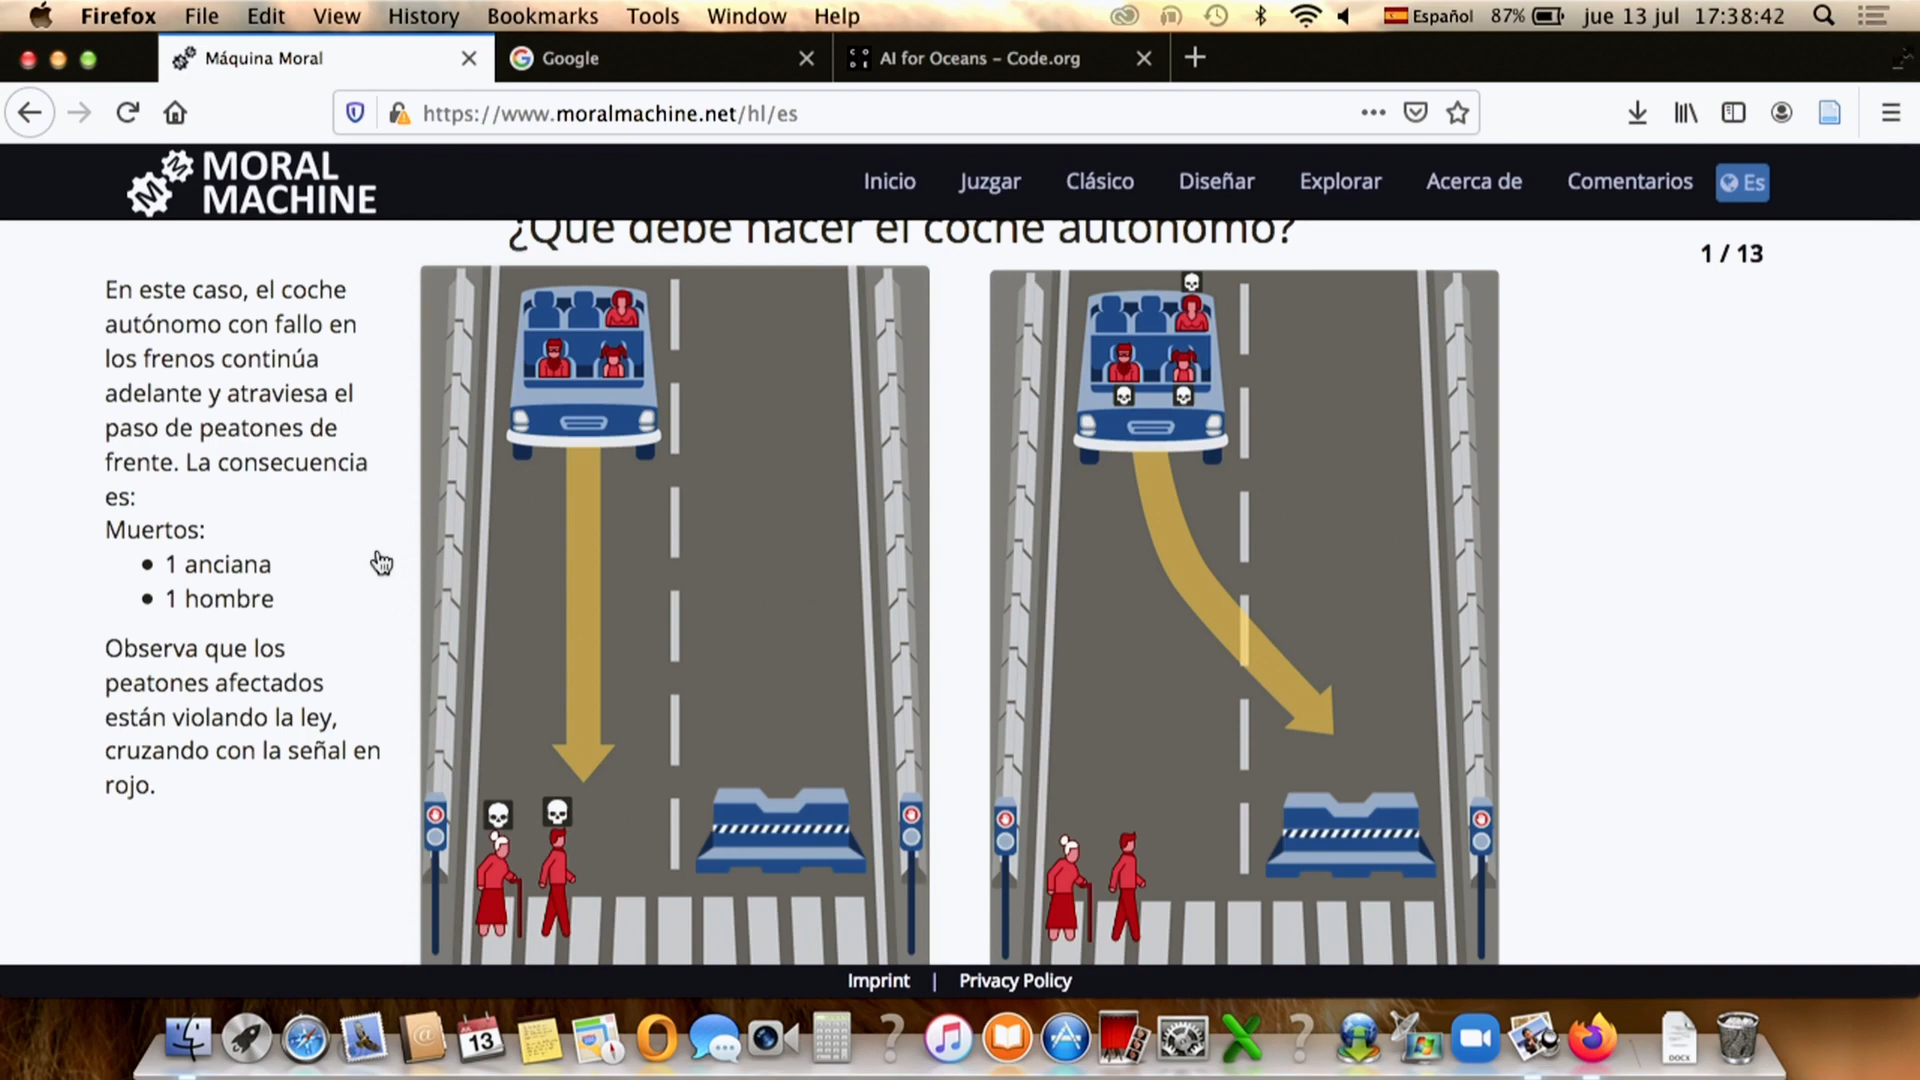 Firefox File Edit View History Bookmarks Tools Window Help Español 87% jue 13 jul 17:38:42
Máquina Moral Google AI for Oceans – Code.org
https://www.moralmachine.net/hl/es
MORAL MACHINE
Inicio Juzgar Clásico Diseñar Explorar Acerca de Comentarios Es
¿Qué debe hacer el coche autónomo?
1 / 13
En este caso, el coche
autónomo con fallo en
los frenos continúa
adelante y atraviesa el
paso de peatones de
frente. La consecuencia
es:
Muertos:
• 1 anciana
• 1 hombre
Observa que los
peatones afectados
están violando la ley,
cruzando con la señal en
rojo.
Imprint | Privacy Policy
13
DOCX